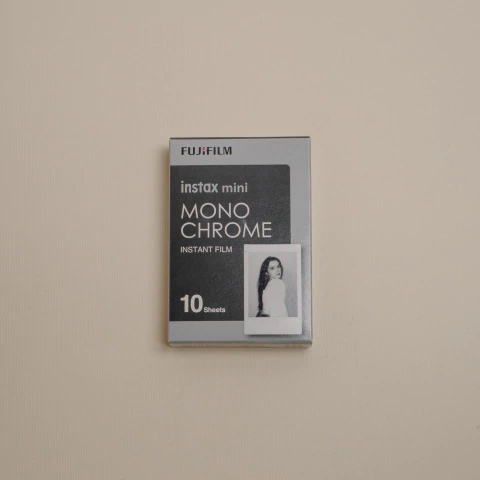 FUJIFILM
instax mini
MONO
CHROME
INSTANT FILM
10 Sheets